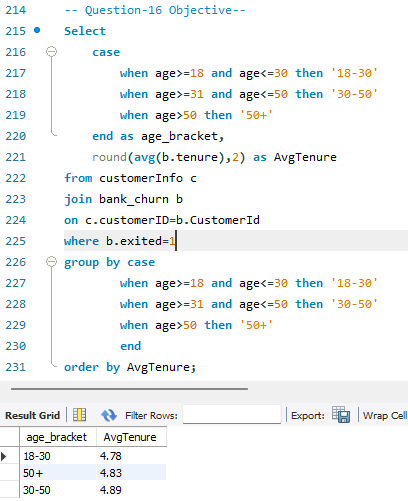 214 -- Question-16 Objective--
215 Select
216 case
217 when age>=18 and age<=30 then '18-30'
218 when age>=31 and age<=50 then '30-50'
219 when age>50 then '50+'
220 end as age_bracket,
221 round(avg(b.tenure),2) as AvgTenure
222 from customerInfo c
223 join bank_churn b
224 on c.customerID=b.CustomerId
225 where b.exited=1
226 group by case
227 when age>=18 and age<=30 then '18-30'
228 when age>=31 and age<=50 then '30-50'
229 when age>50 then '50+'
230 end
231 order by AvgTenure;
Result Grid Filter Rows: Export: Wrap Cell
age_bracket AvgTenure
18-30 4.78
50+ 4.83
30-50 4.89